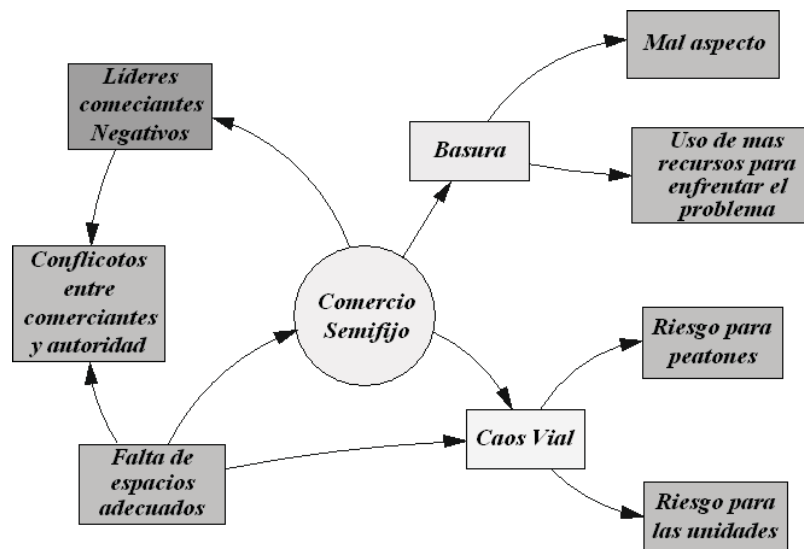 Mal aspecto
Líderes
comeciantes
Negativos
Basura
Uso de mas
recursos para
enfrentar el
problema
Conflicotos
entre
comerciantes
y autoridad
Comercio
Semifijo
Riesgo para
peatones
Falta de
espacios
adecuados
Caos Vial
Riesgo para
las unidades